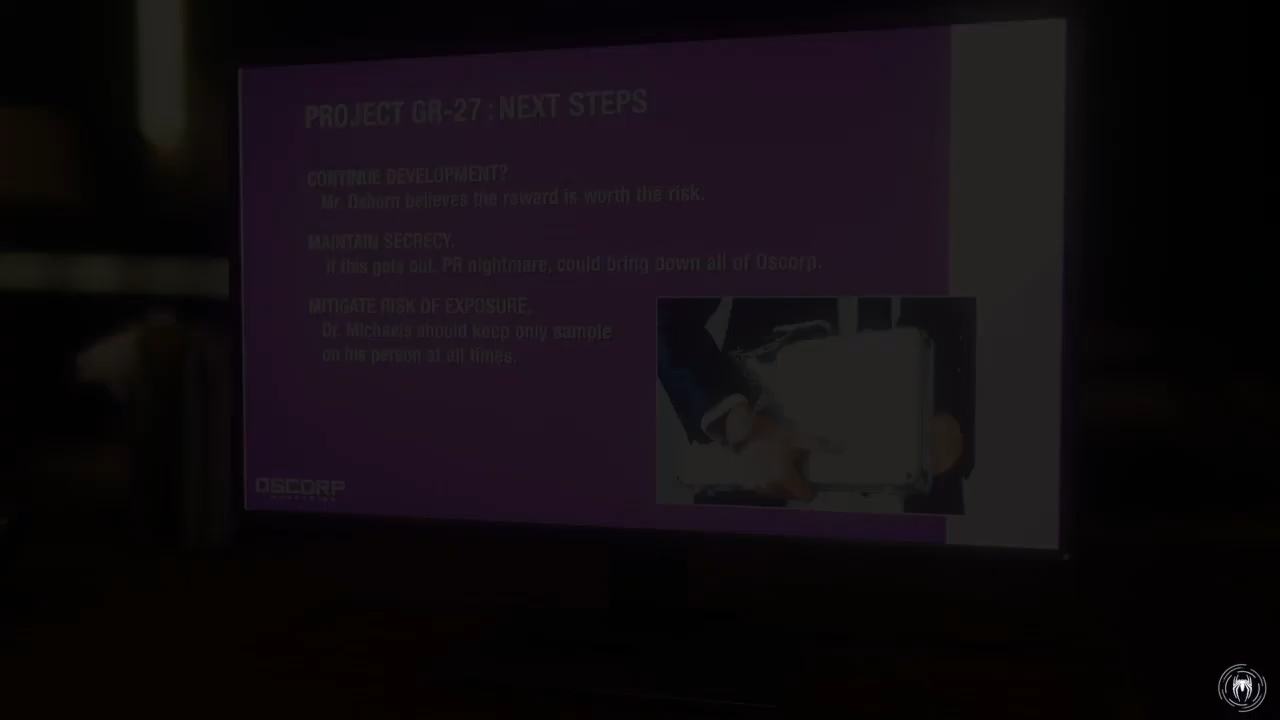 PROJECT GR-27 : NEXT STEPS
CONTINUE DEVELOPMENT?
Mr. Osborn believes the reward is worth the risk.
MAINTAIN SECRECY.
If this gets out, PR nightmare, could bring down all of Oscorp.
MITIGATE RISK OF EXPOSURE.
Dr. Michaels should keep only sample
on his person at all times.
OSCORP